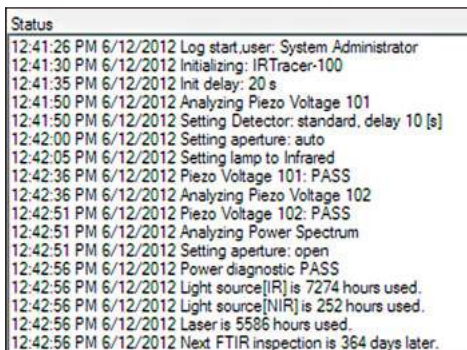 Status
12:41:26 PM 6/12/2012 Log start,user: System Administrator
12:41:30 PM 6/12/2012 Initializing: IRTracer-100
12:41:35 PM 6/12/2012 Init delay: 20 s
12:41:50 PM 6/12/2012 Analyzing Piezo Voltage 101
12:41:50 PM 6/12/2012 Setting Detector: standard, delay 10 [s]
12:42:00 PM 6/12/2012 Setting aperture: auto
12:42:05 PM 6/12/2012 Setting lamp to Infrared
12:42:36 PM 6/12/2012 Piezo Voltage 101: PASS
12:42:36 PM 6/12/2012 Analyzing Piezo Voltage 102
12:42:51 PM 6/12/2012 Piezo Voltage 102: PASS
12:42:51 PM 6/12/2012 Analyzing Power Spectrum
12:42:51 PM 6/12/2012 Setting aperture: open
12:42:56 PM 6/12/2012 Power diagnostic PASS
12:42:56 PM 6/12/2012 Light source[IR] is 7274 hours used.
12:42:56 PM 6/12/2012 Light source[NIR] is 252 hours used.
12:42:56 PM 6/12/2012 Laser is 5586 hours used.
12:42:56 PM 6/12/2012 Next FTIR inspection is 364 days later.